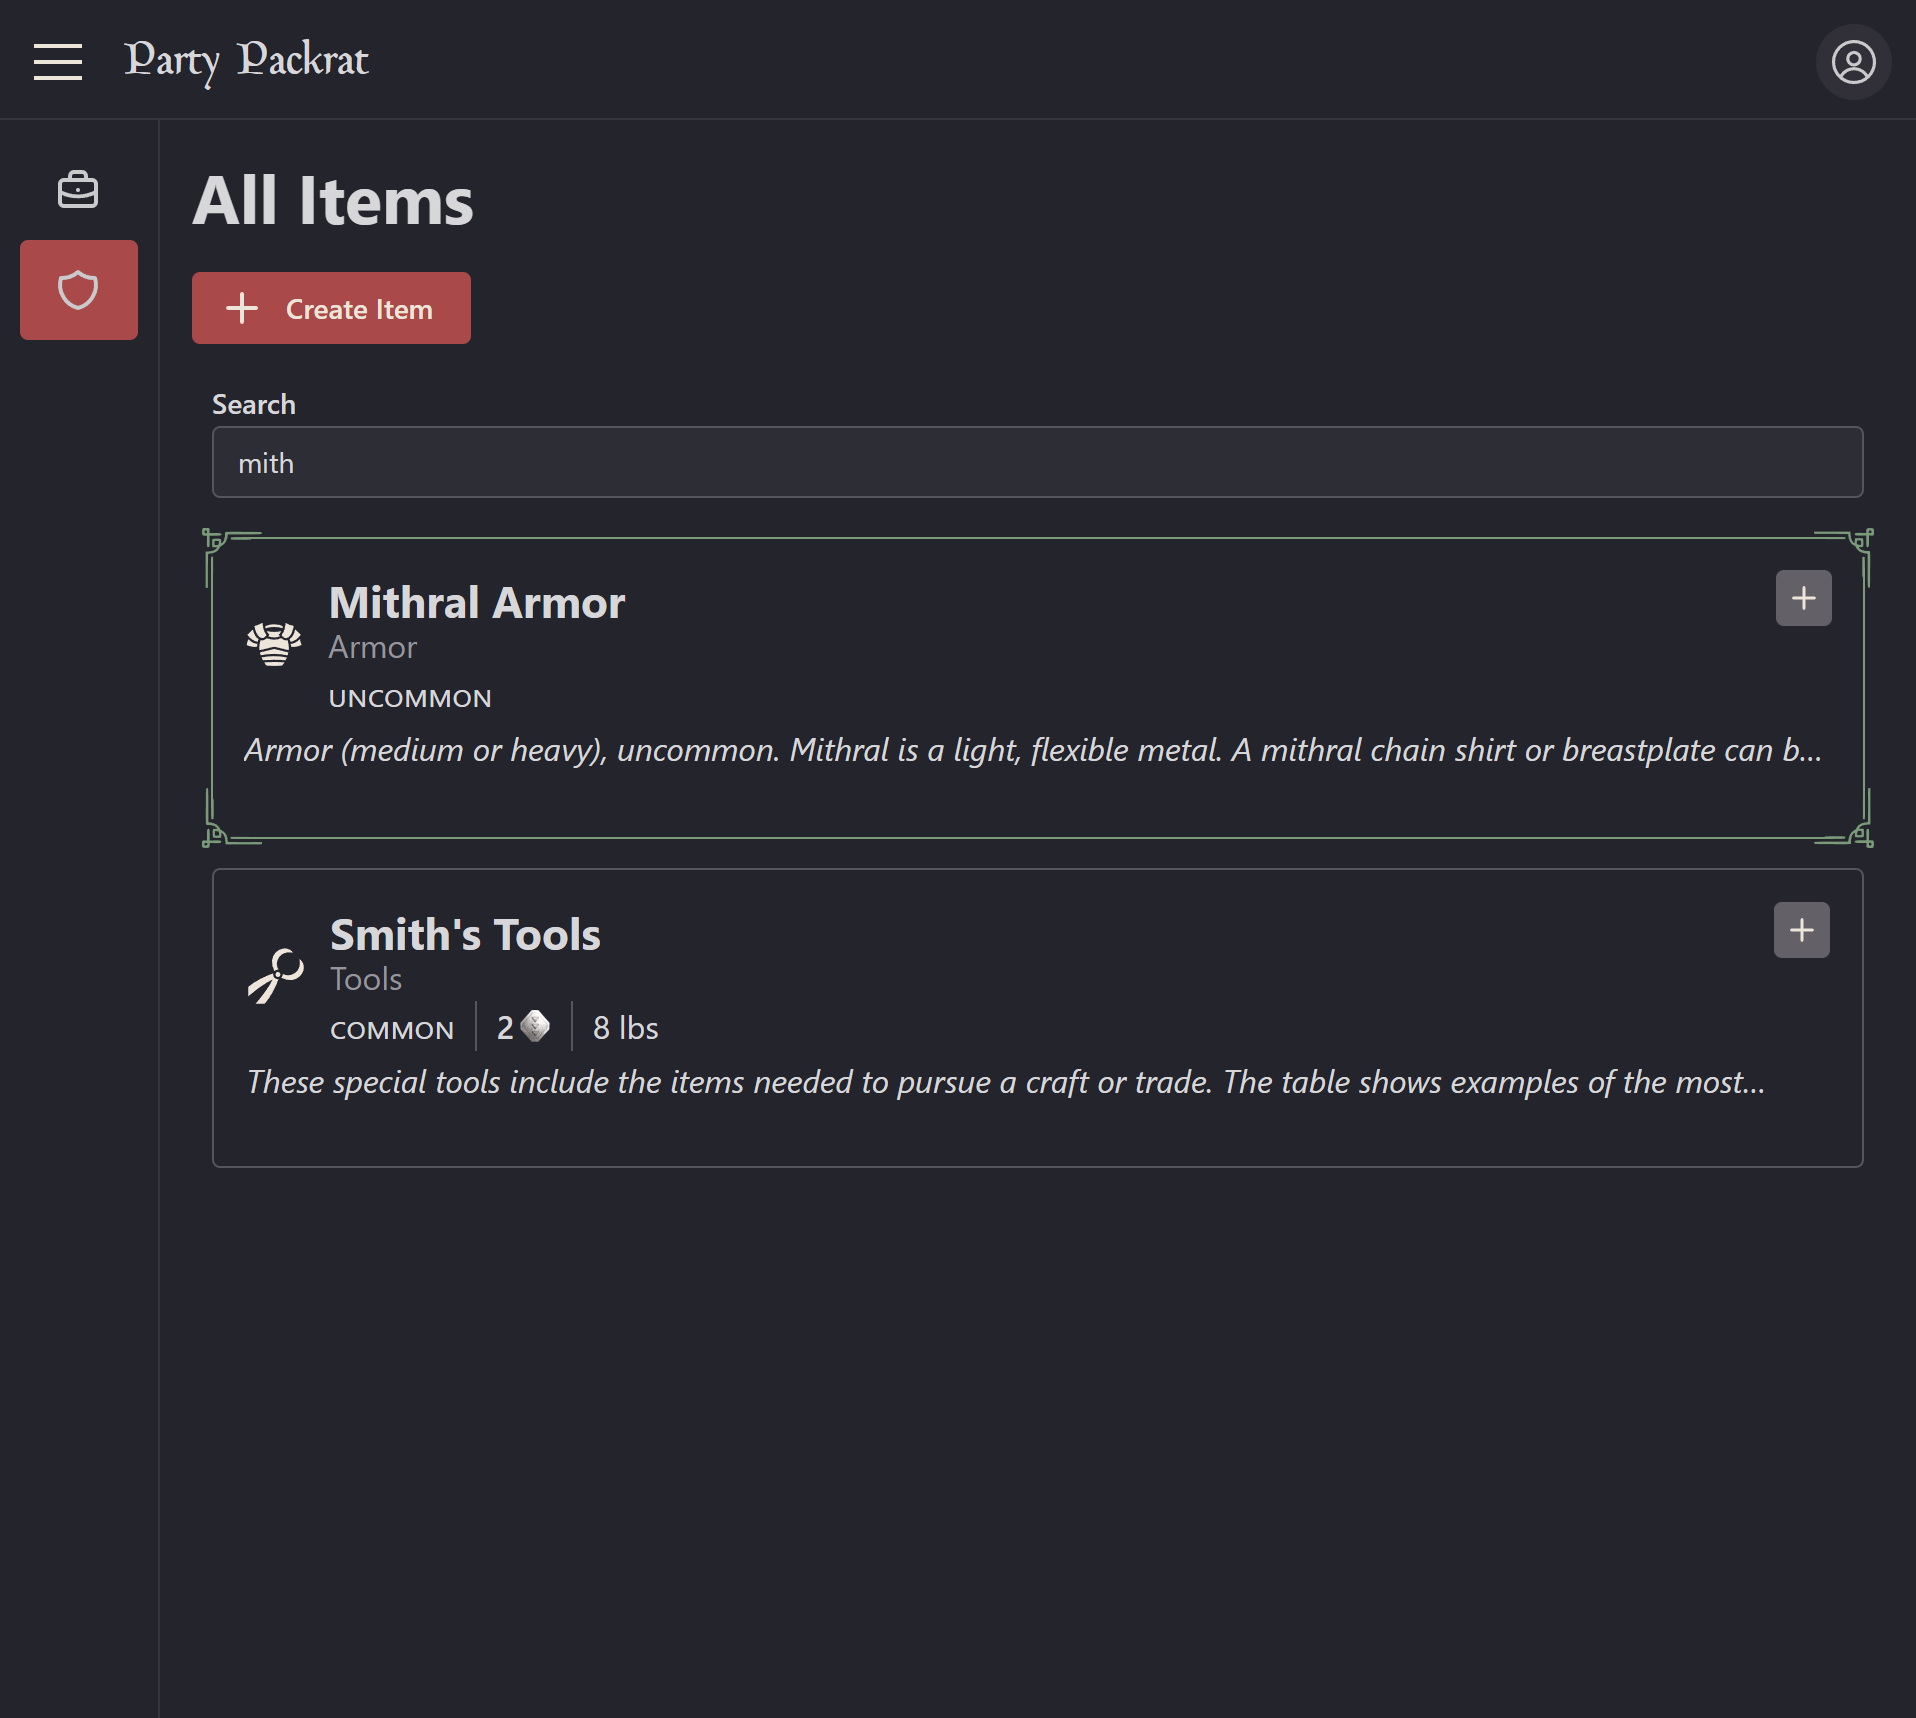 Party Packrat
All Items
Create Item
Search
mith
Mithral Armor
Armor
UNCOMMON
Armor (medium or heavy), uncommon. Mithral is a light, flexible metal. A mithral chain shirt or breastplate can b...
Smith's Tools
Tools
COMMON 2 8 lbs
These special tools include the items needed to pursue a craft or trade. The table shows examples of the most...